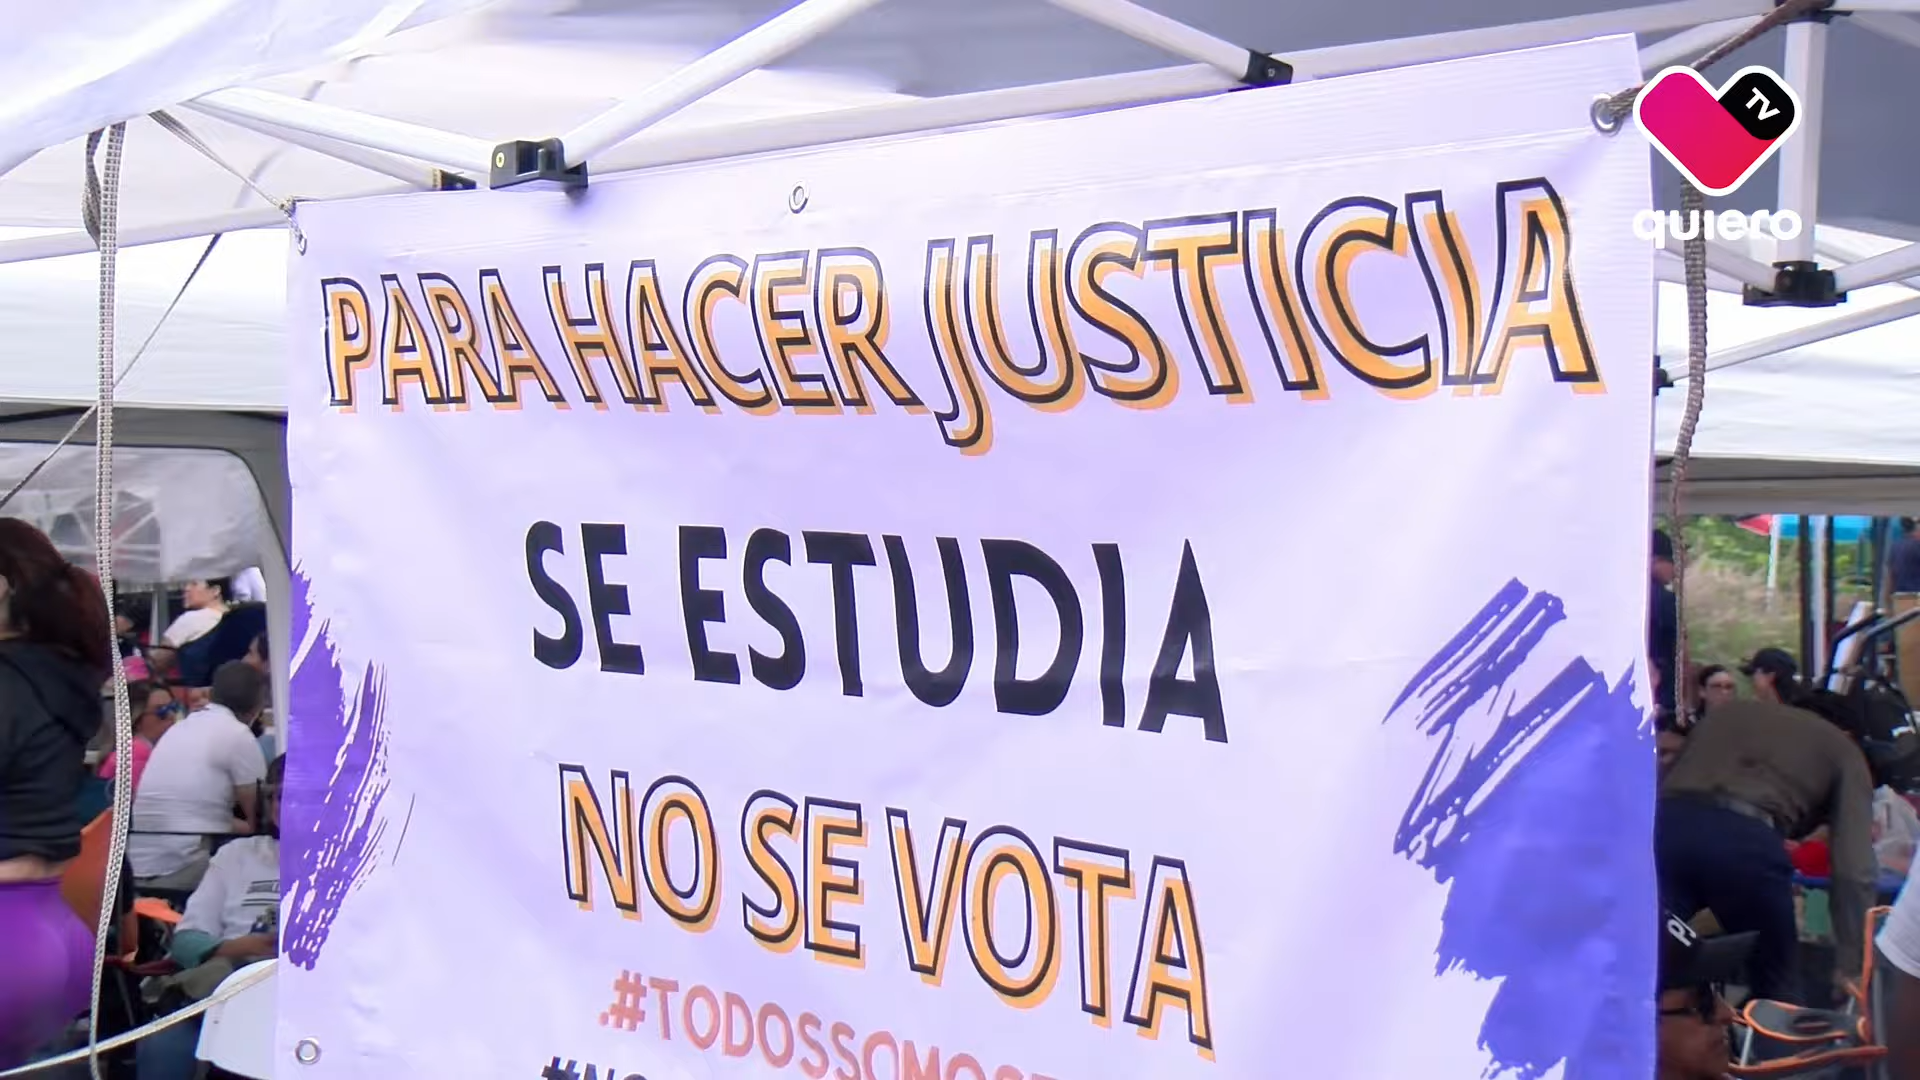 TV
quiero
PARA HACER JUSTICIA
SE ESTUDIA
NO SE VOTA
.#TODOSSOMOS